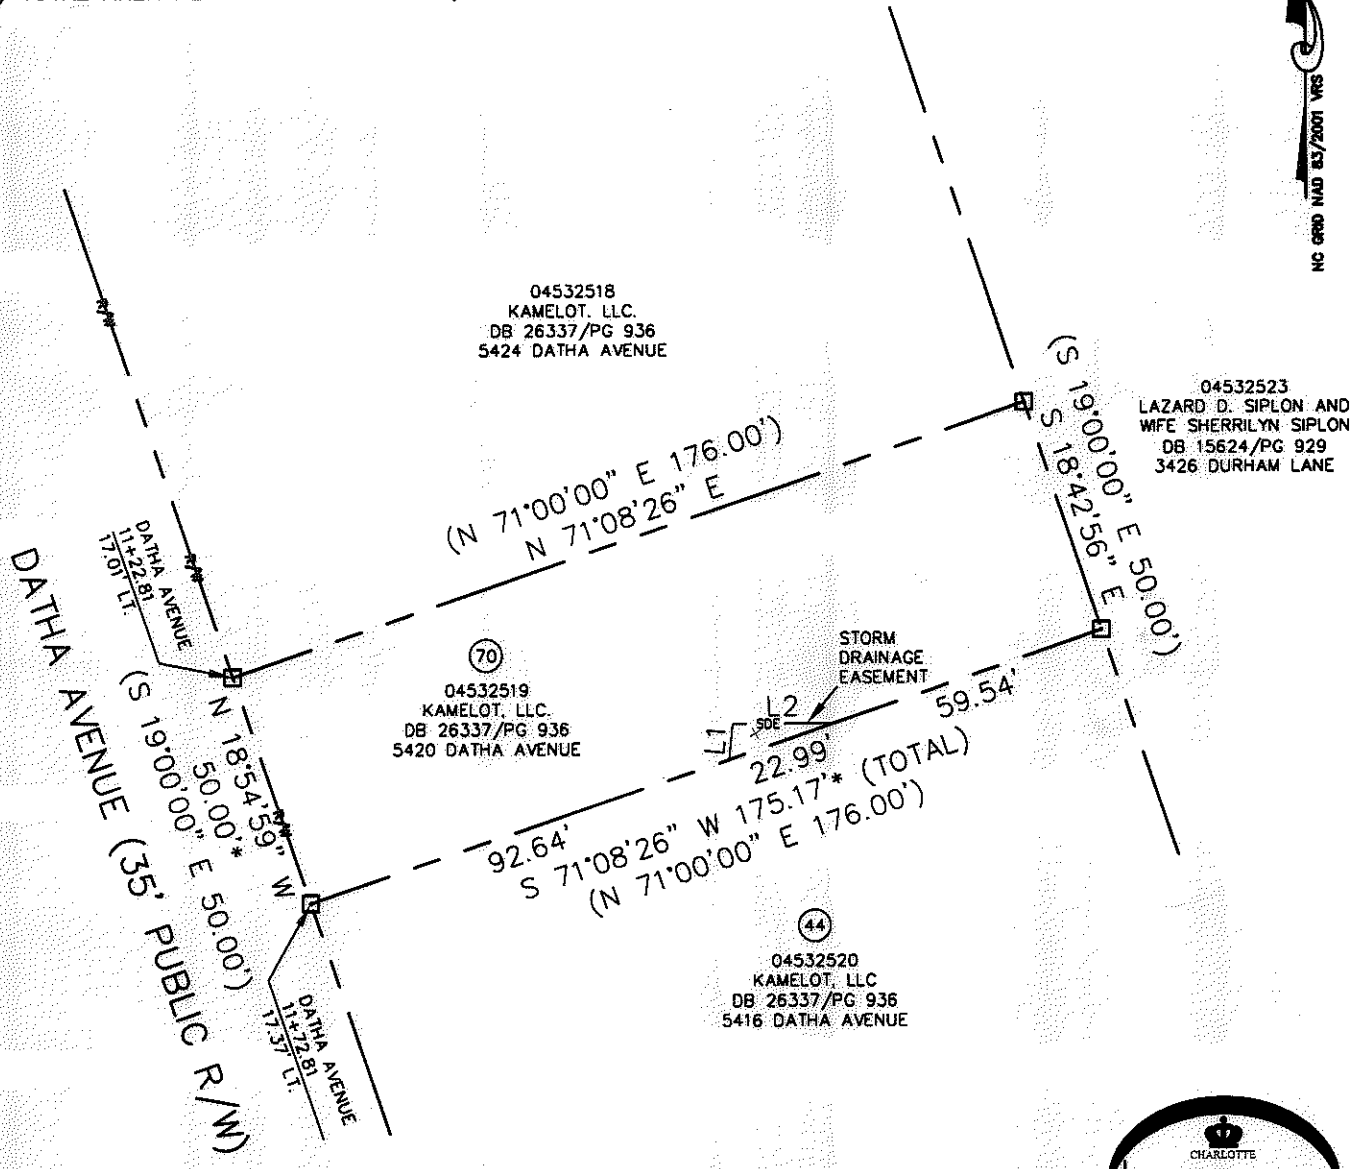 NC GRID NAD 83/2001 VRS
04532518
KAMELOT, LLC.
DB 26337/PG 936
5424 DATHA AVENUE
(S 19°00'00" E 50.00')
S 18°42'56" E
04532523
LAZARD D. SIPLON AND
WIFE SHERRILYN SIPLON
DB 15624/PG 929
3426 DURHAM LANE
(N 71°00'00" E 176.00')
N 71°08'26" E
DATHA AVENUE
11+22.81
17.01' LT.
R/W
R/W
70
04532519
KAMELOT, LLC.
DB 26337/PG 936
5420 DATHA AVENUE
STORM
DRAINAGE
EASEMENT
L1
L2
SDE
59.54'
22.99'
92.64'
S 71°08'26" W 175.17'* (TOTAL)
(N 71°00'00" E 176.00')
N 18°54'59" W
50.00'*
(S 19°00'00" E 50.00')
R/W
DATHA AVENUE (35' PUBLIC R/W)
DATHA AVENUE
11+72.81
17.37' LT.
44
04532520
KAMELOT, LLC
DB 26337/PG 936
5416 DATHA AVENUE
CHARLOTTE